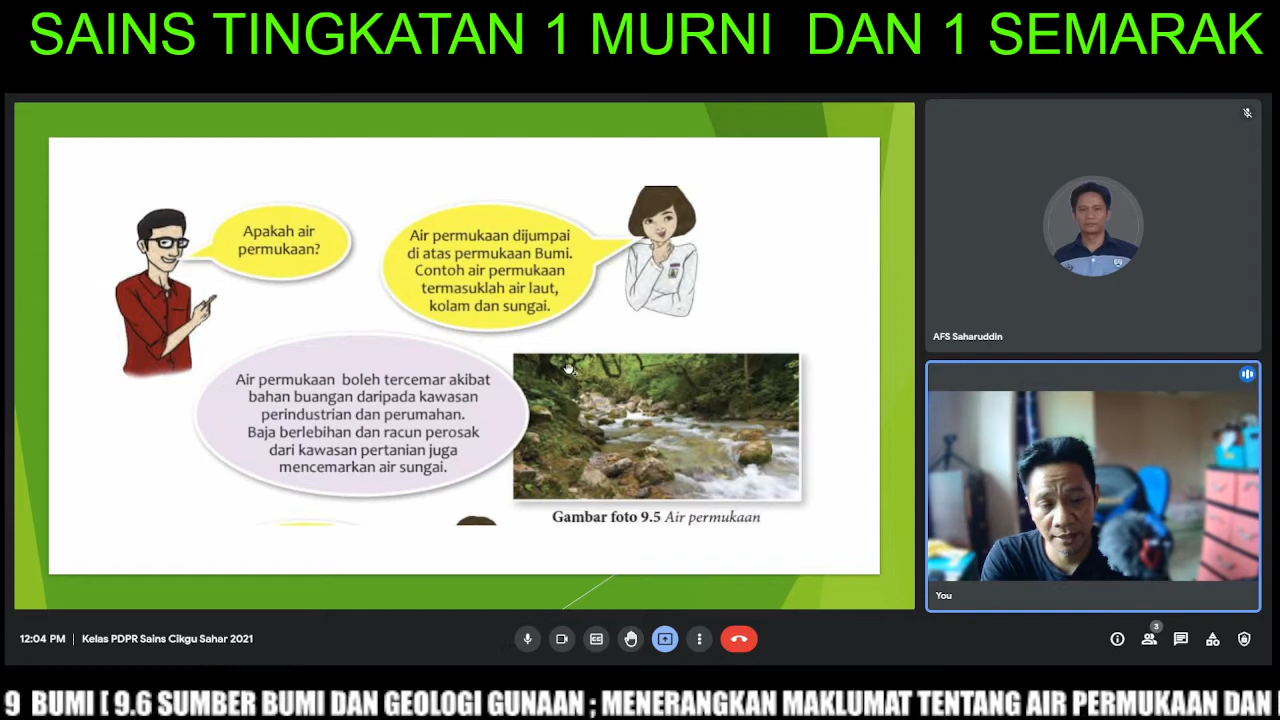 SAINS TINGKATAN 1 MURNI DAN 1 SEMARAK
Apakah air
permukaan?
Air permukaan dijumpai
di atas permukaan Bumi.
Contoh air permukaan
termasuklah air laut,
kolam dan sungai.
Air permukaan boleh tercemar akibat
bahan buangan daripada kawasan
perindustrian dan perumahan.
Baja berlebihan dan racun perosak
dari kawasan pertanian juga
mencemarkan air sungai.
Gambar foto 9.5 Air permukaan
AFS Saharuddin
You
12:04 PM | Kelas PDPR Sains Cikgu Sahar 2021
3
9 BUMI [ 9.6 SUMBER BUMI DAN GEOLOGI GUNAAN ; MENERANGKAN MAKLUMAT TENTANG AIR PERMUKAAN DAN